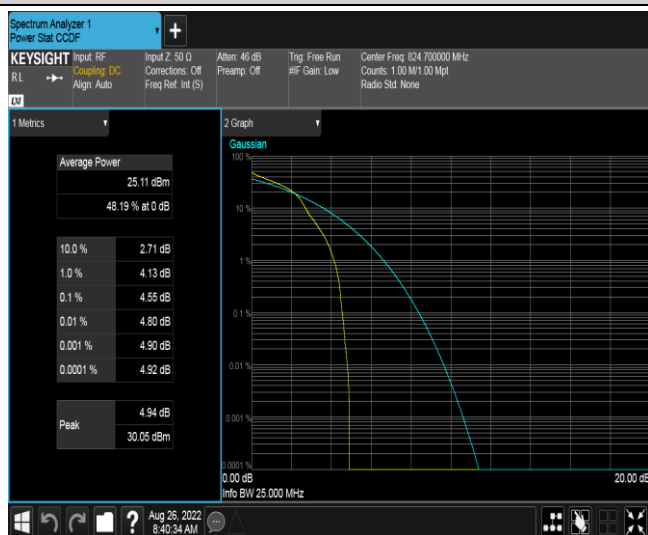 Spectrum Analyzer 1
Power Stat CCDF
+
KEYSIGHT
RL
LXI
Input: RF
Coupling: DC
Align: Auto
Input Z: 50 Ω
Corrections: Off
Freq Ref: Int (S)
Atten: 46 dB
Preamp: Off
Trig: Free Run
#IF Gain: Low
Center Freq: 824.700000 MHz
Counts: 1.00 M/1.00 Mpt
Radio Std: None
1 Metrics
Average Power
25.11 dBm
48.19 % at 0 dB
10.0 % 2.71 dB
1.0 % 4.13 dB
0.1 % 4.55 dB
0.01 % 4.80 dB
0.001 % 4.90 dB
0.0001 % 4.92 dB
Peak
4.94 dB
30.05 dBm
2 Graph
Gaussian
100 %
10 %
1 %
0.1 %
0.01 %
0.001 %
0.0001 %
0.00 dB
20.00 dB
Info BW 25.000 MHz
?
Aug 26, 2022
8:40:34 AM